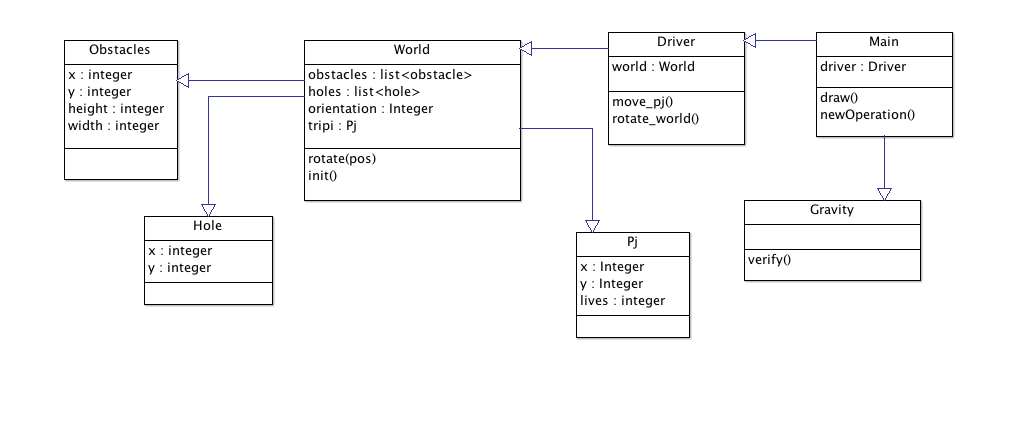 Obstacles
x : integer
y : integer
height : integer
width : integer
World
obstacles : list<obstacle>
holes : list<hole>
orientation : Integer
tripi : Pj
rotate(pos)
init()
Driver
world : World
move_pj()
rotate_world()
Main
driver : Driver
draw()
newOperation()
Hole
x : integer
y : integer
Pj
x : Integer
y : Integer
lives : integer
Gravity
verify()